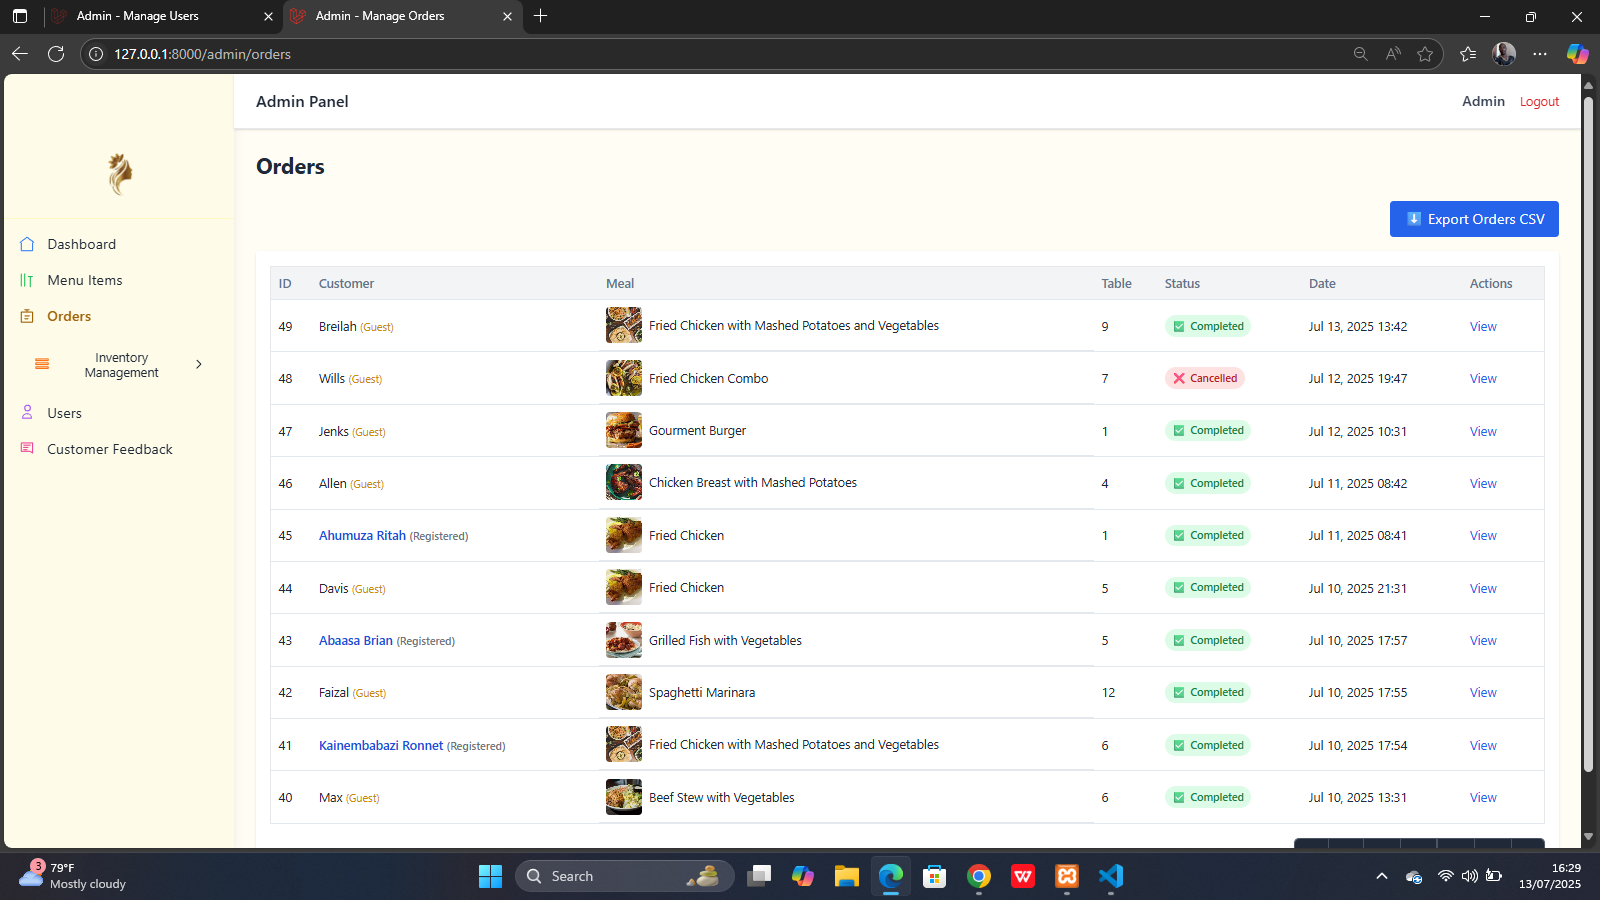 Admin - Manage Users
Admin - Manage Orders
127.0.0.1:8000/admin/orders
Admin Panel
Admin
Logout
Orders
Export Orders CSV
Dashboard
Menu Items
Orders
Inventory
Management
Users
Customer Feedback
ID Customer Meal Table Status Date Actions
49 Breilah (Guest) Fried Chicken with Mashed Potatoes and Vegetables 9 Completed Jul 13, 2025 13:42 View
48 Wills (Guest) Fried Chicken Combo 7 Cancelled Jul 12, 2025 19:47 View
47 Jenks (Guest) Gourment Burger 1 Completed Jul 12, 2025 10:31 View
46 Allen (Guest) Chicken Breast with Mashed Potatoes 4 Completed Jul 11, 2025 08:42 View
45 Ahumuza Ritah (Registered) Fried Chicken 1 Completed Jul 11, 2025 08:41 View
44 Davis (Guest) Fried Chicken 5 Completed Jul 10, 2025 21:31 View
43 Abaasa Brian (Registered) Grilled Fish with Vegetables 5 Completed Jul 10, 2025 17:57 View
42 Faizal (Guest) Spaghetti Marinara 12 Completed Jul 10, 2025 17:55 View
41 Kainembabazi Ronnet (Registered) Fried Chicken with Mashed Potatoes and Vegetables 6 Completed Jul 10, 2025 17:54 View
40 Max (Guest) Beef Stew with Vegetables 6 Completed Jul 10, 2025 13:31 View
3
79°F
Mostly cloudy
Search
16:29
13/07/2025